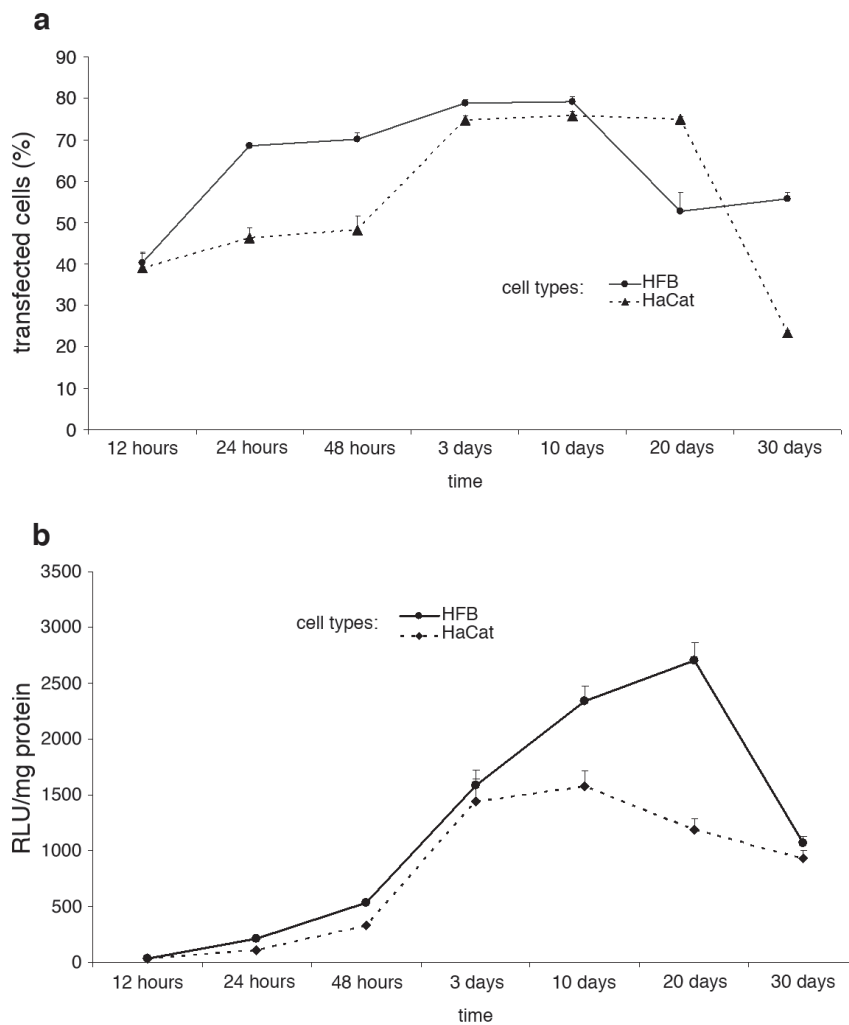 a
transfected cells (%)
90
80
70
60
50
40
30
20
10
0
cell types:
HFB
HaCat
12 hours 24 hours 48 hours 3 days 10 days 20 days 30 days
time
b
RLU/mg protein
3500
3000
2500
2000
1500
1000
500
0
cell types:
HFB
HaCat
12 hours 24 hours 48 hours 3 days 10 days 20 days 30 days
time